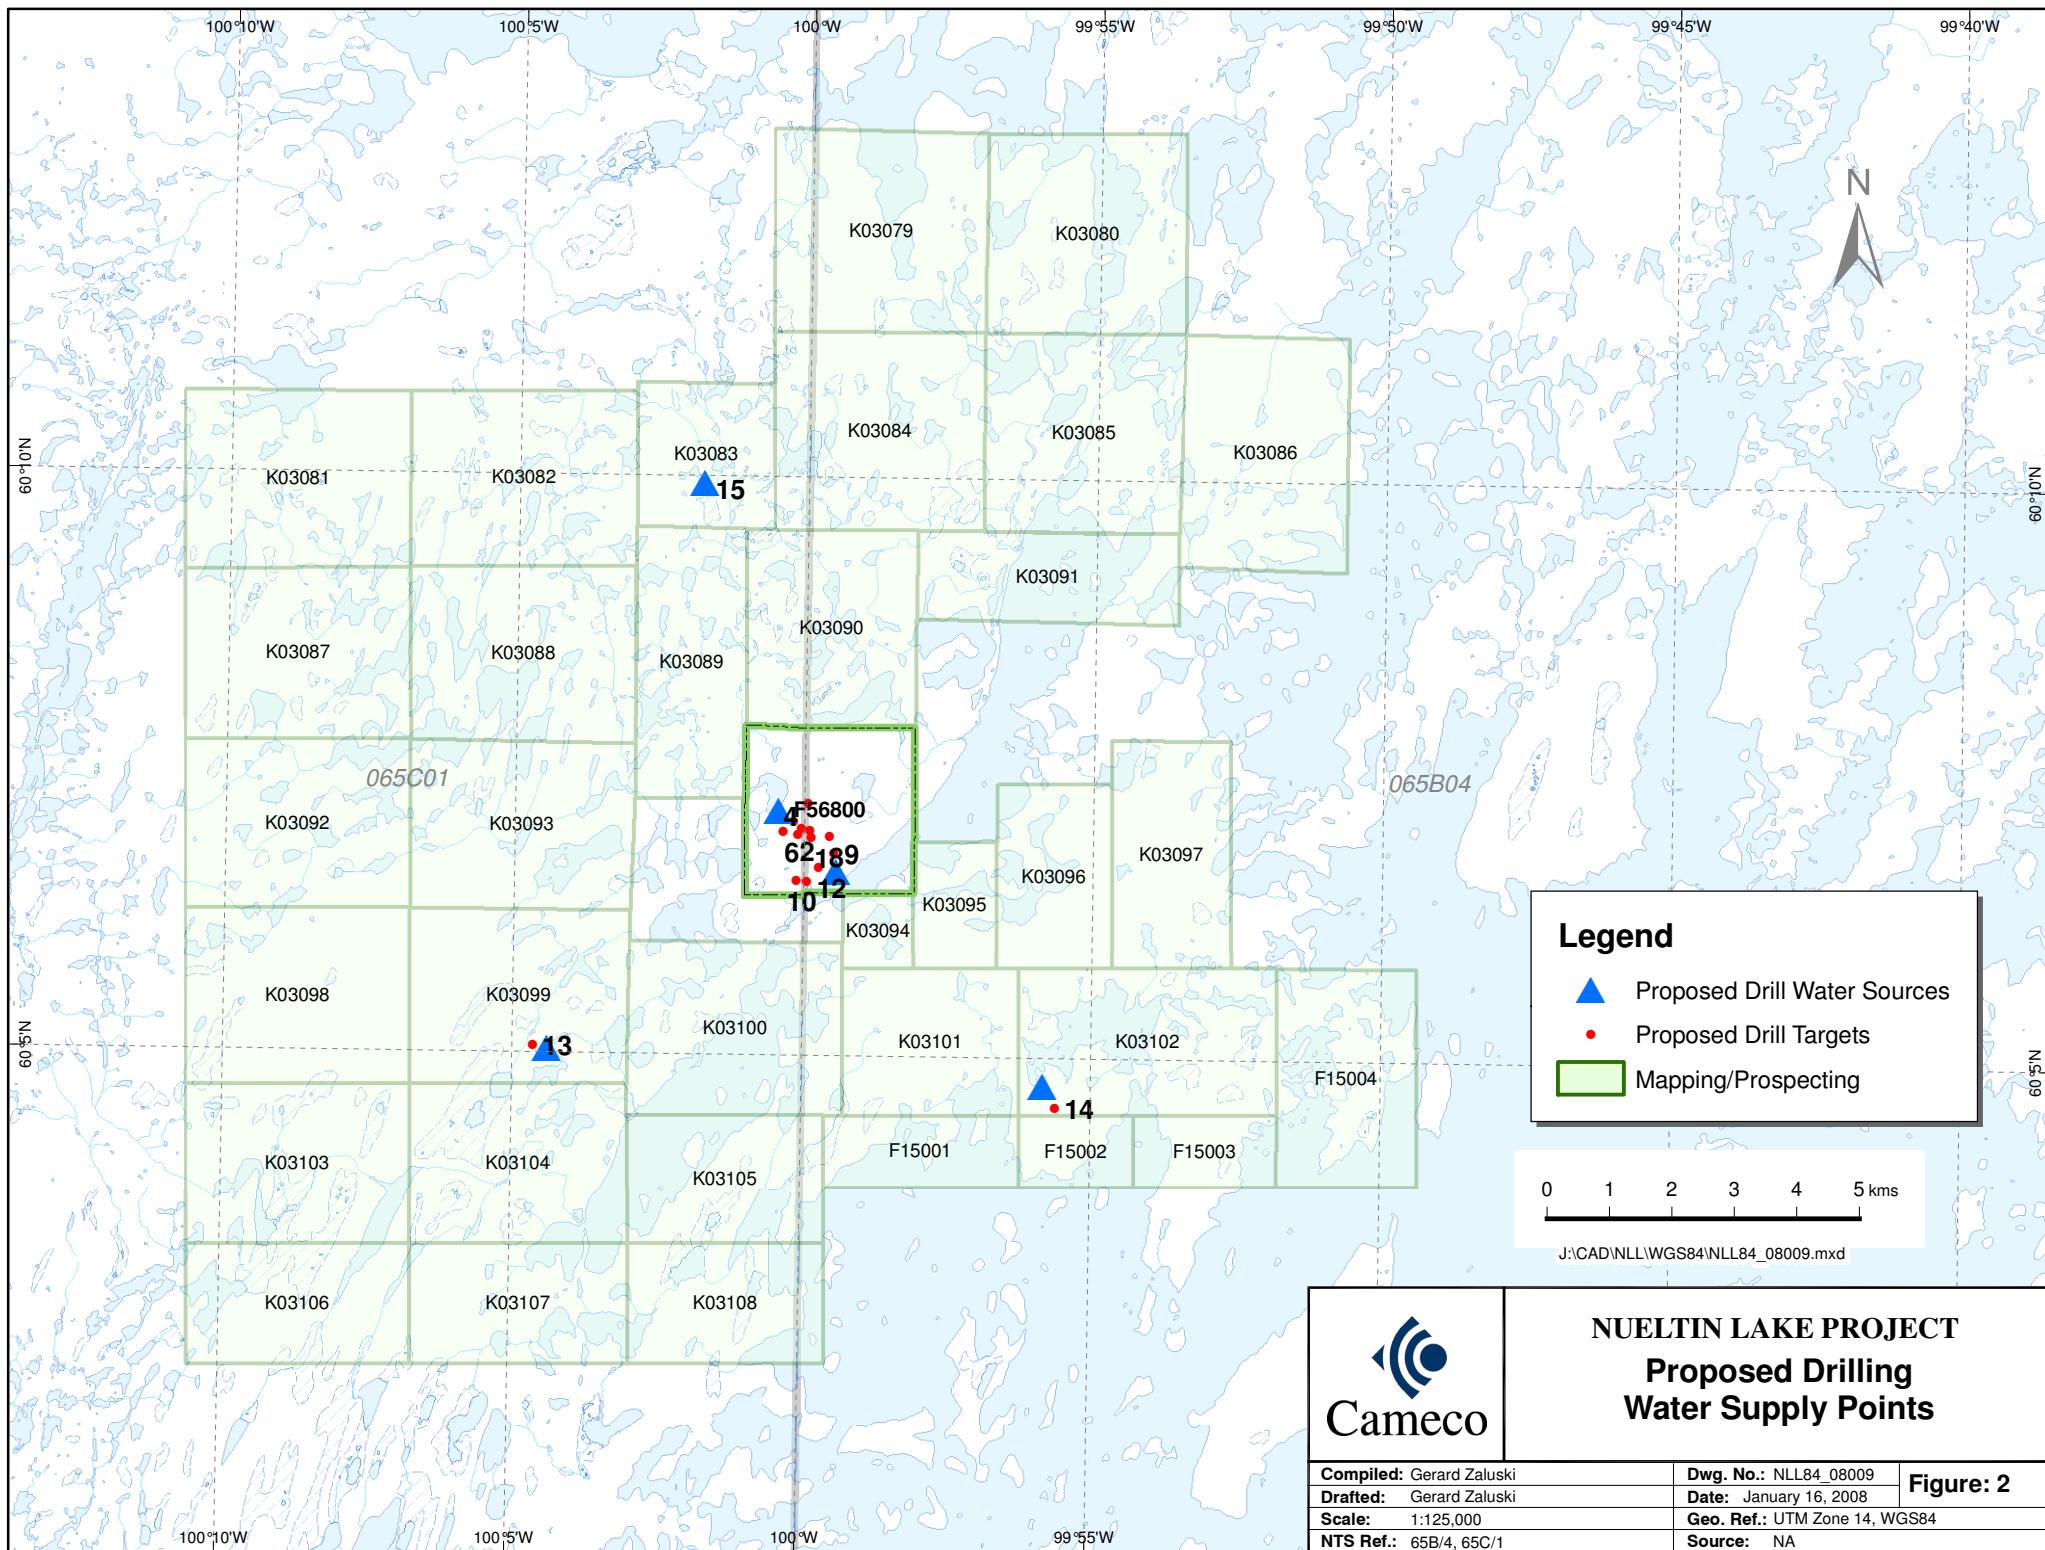 100°10'W 100°5'W 100°W 99°55'W 99°50'W 99°45'W 99°40'W
N
K03079 K03080
K03084 K03085 K03086
K03083
60°10'N K03081 K03082 60°10'N
15
K03091
K03090
K03087 K03088 K03089
065C01 065B04
4 F56800
K03092 K03093
62 189 K03097
K03096
12
10 K03095
K03094
K03098 K03099
K03100 K03101 K03102
60°5'N 13 60°5'N
F15004
14
F15001 F15002 F15003
K03103 K03104 K03105
K03106 K03107 K03108
Legend
Proposed Drill Water Sources
Proposed Drill Targets
Mapping/Prospecting
0 1 2 3 4 5 kms
J:\CAD\NLL\WGS84\NLL84_08009.mxd
Cameco
NUELTIN LAKE PROJECT
Proposed Drilling
Water Supply Points
Compiled: Gerard Zaluski Dwg. No.: NLL84_08009
Figure: 2
Drafted: Gerard Zaluski Date: January 16, 2008
Scale: 1:125,000 Geo. Ref.: UTM Zone 14, WGS84
NTS Ref.: 65B/4, 65C/1 Source: NA
100°10'W 100°5'W 100°W 99°55'W